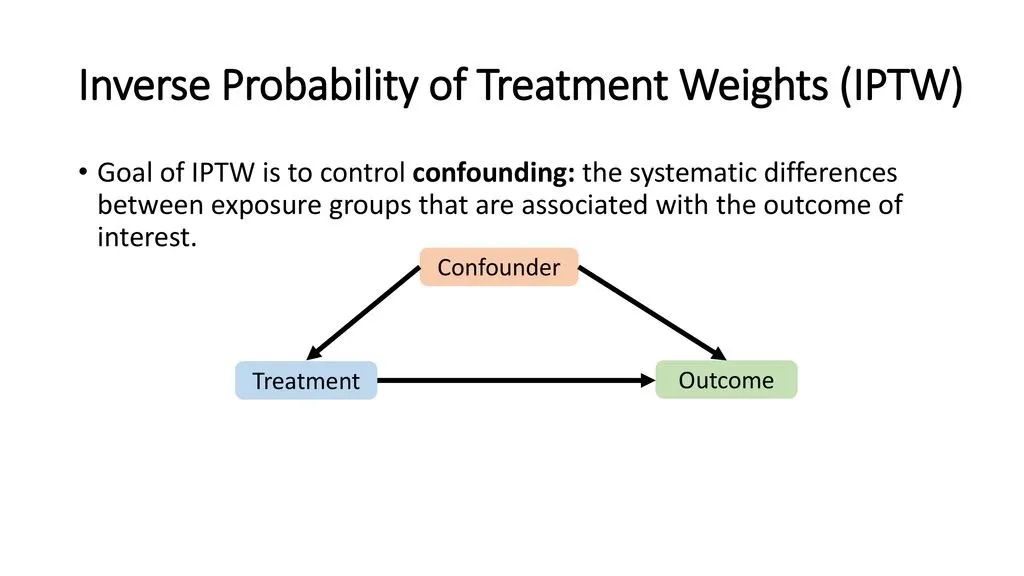 Inverse Probability of Treatment Weights (IPTW)
• Goal of IPTW is to control confounding: the systematic differences
between exposure groups that are associated with the outcome of
interest.
Confounder
Treatment
Outcome